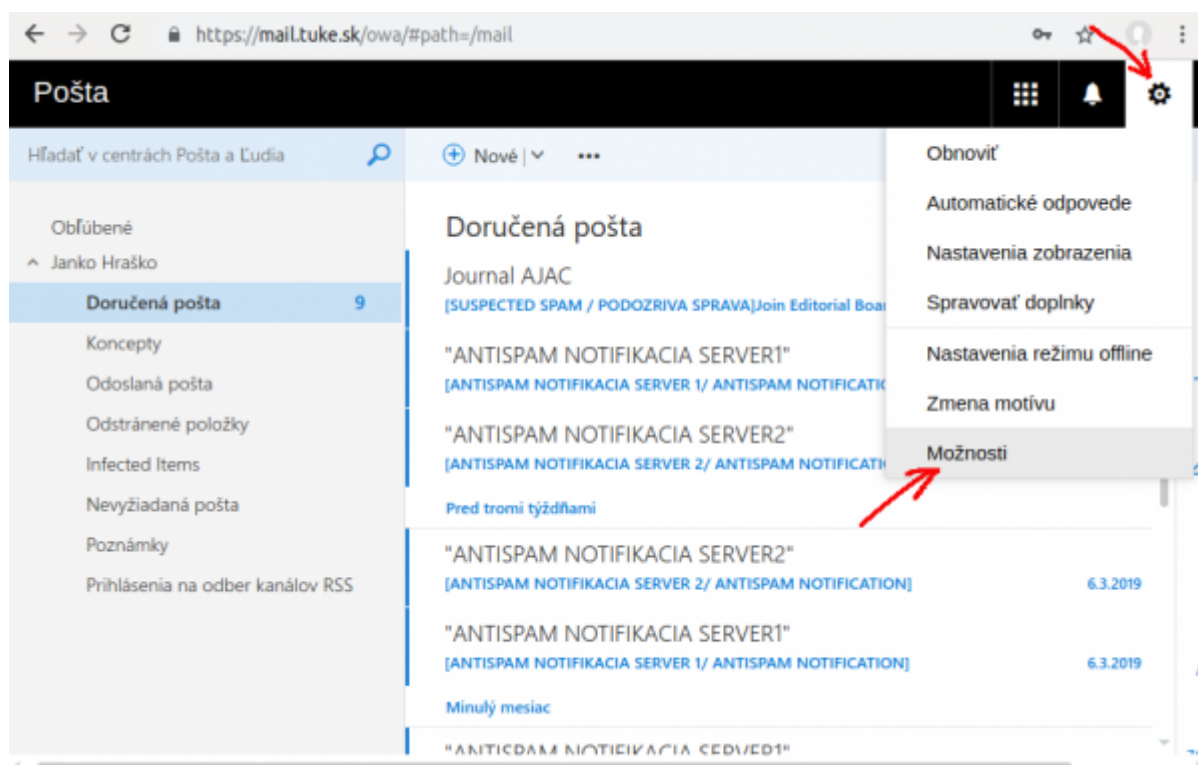 https://mail.tuke.sk/owa/#path=/mail
Pošta
Hľadať v centrách Pošta a Ľudia
Nové
Obľúbené
Janko Hraško
Doručená pošta 9
Koncepty
Odoslaná pošta
Odstránené položky
Infected Items
Nevyžiadaná pošta
Poznámky
Prihlásenia na odber kanálov RSS
Doručená pošta
Journal AJAC
[SUSPECTED SPAM / PODOZRIVA SPRAVA]Join Editorial
"ANTISPAM NOTIFIKACIA SERVER1"
[ANTISPAM NOTIFIKACIA SERVER 1/ ANTISPAM
"ANTISPAM NOTIFIKACIA SERVER2"
[ANTISPAM NOTIFIKACIA SERVER 2/ ANTISPAM
Pred tromi týždňami
"ANTISPAM NOTIFIKACIA SERVER2"
[ANTISPAM NOTIFIKACIA SERVER 2/ ANTISPAM NOTIFICATION] 6.3.2019
"ANTISPAM NOTIFIKACIA SERVER1"
[ANTISPAM NOTIFIKACIA SERVER 1/ ANTISPAM NOTIFICATION] 6.3.2019
Minulý mesiac
"ANTISPAM NOTIFIKACIA SERVER1"
Obnoviť
Automatické odpovede
Nastavenia zobrazenia
Spravovať doplnky
Nastavenia režimu offline
Zmena motívu
Možnosti